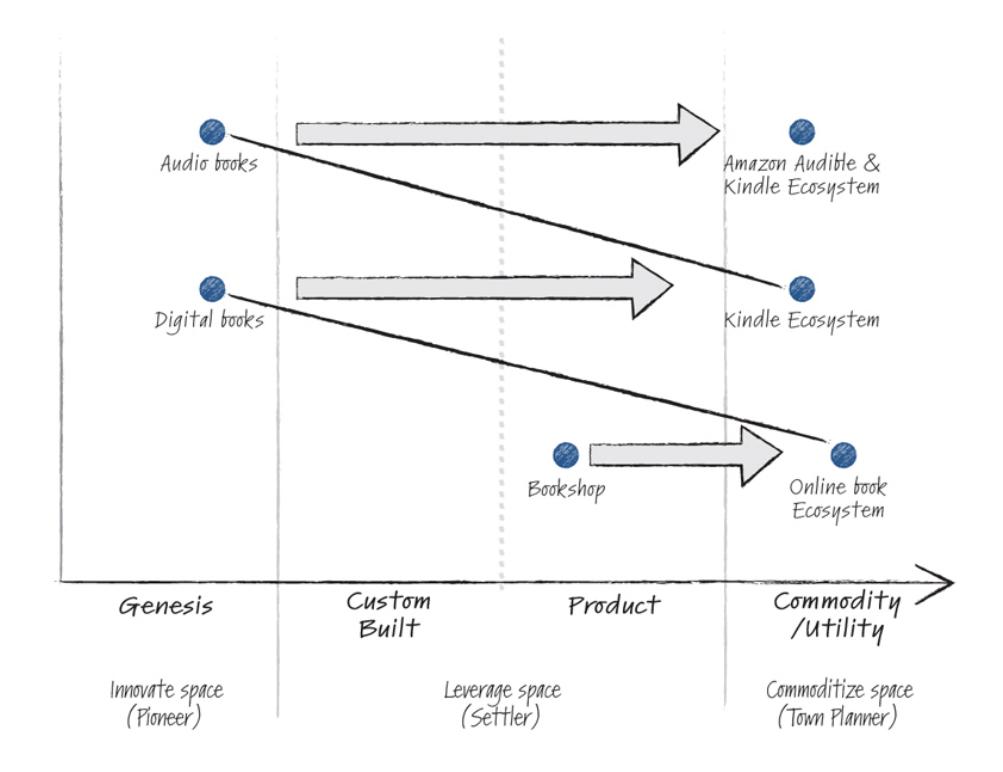 Audio books
Amazon Audible &
Kindle Ecosystem
Digital books
Kindle Ecosystem
Bookshop
Online book
Ecosystem
Genesis
Custom
Built
Product
Commodity
/Utility
Innovate space
(Pioneer)
Leverage space
(Settler)
Commoditize space
(Town Planner)